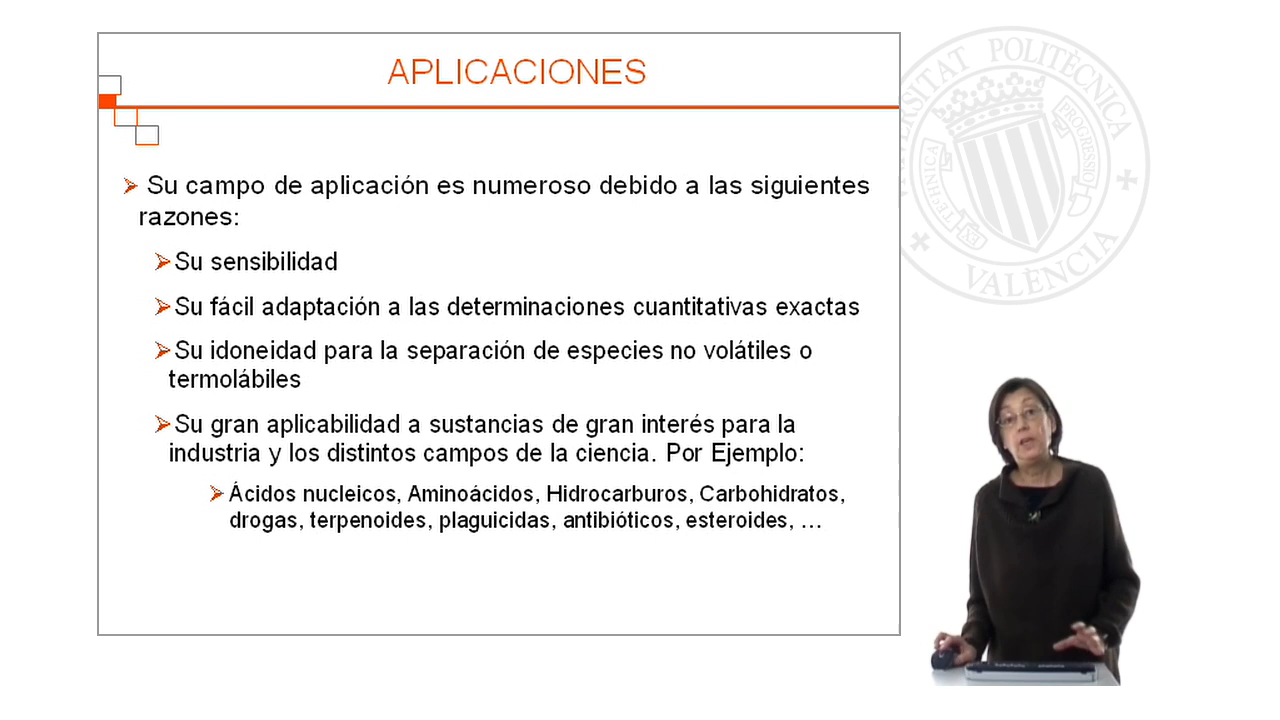 APLICACIONES
Su campo de aplicación es numeroso debido a las siguientes
razones:
Su sensibilidad
Su fácil adaptación a las determinaciones cuantitativas exactas
Su idoneidad para la separación de especies no volátiles o
termolábiles
Su gran aplicabilidad a sustancias de gran interés para la
industria y los distintos campos de la ciencia. Por Ejemplo:
Ácidos nucleicos, Aminoácidos, Hidrocarburos, Carbohidratos,
drogas, terpenoides, plaguicidas, antibióticos, esteroides, ...
POLITÈCNICA
VALÈNCIA
EX TECHNICA
PROGRESSIO